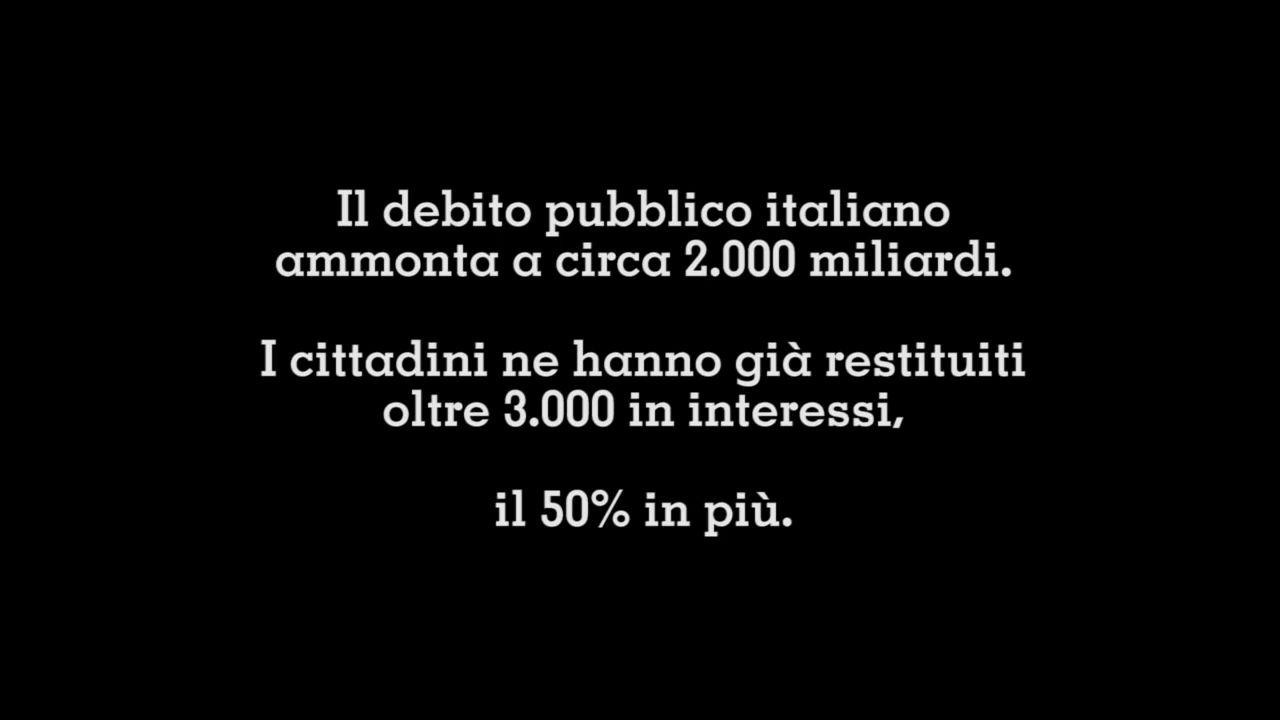 Il debito pubblico italiano
ammonta a circa 2.000 miliardi.
I cittadini ne hanno già restituiti
oltre 3.000 in interessi,
il 50% in più.